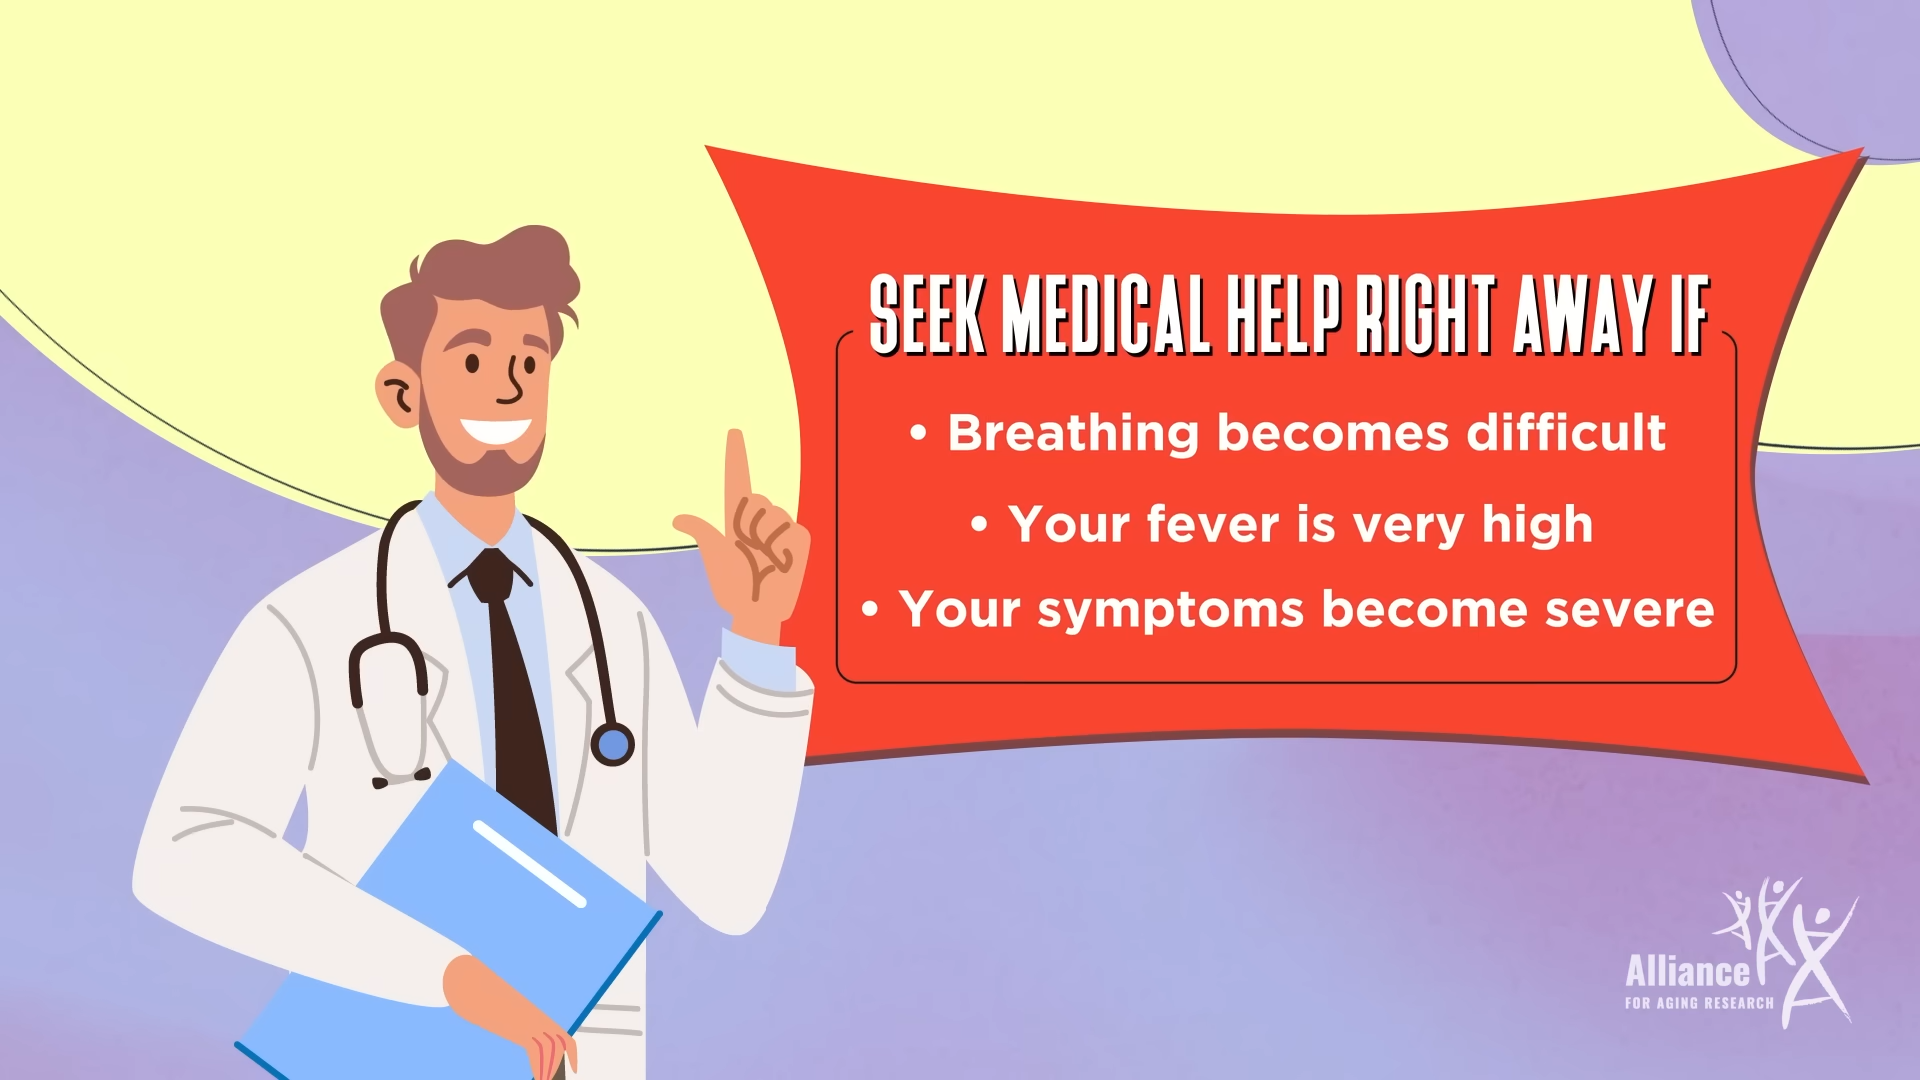 SEEK MEDICAL HELP RIGHT AWAY IF
• Breathing becomes difficult
• Your fever is very high
• Your symptoms become severe
Alliance
FOR AGING RESEARCH